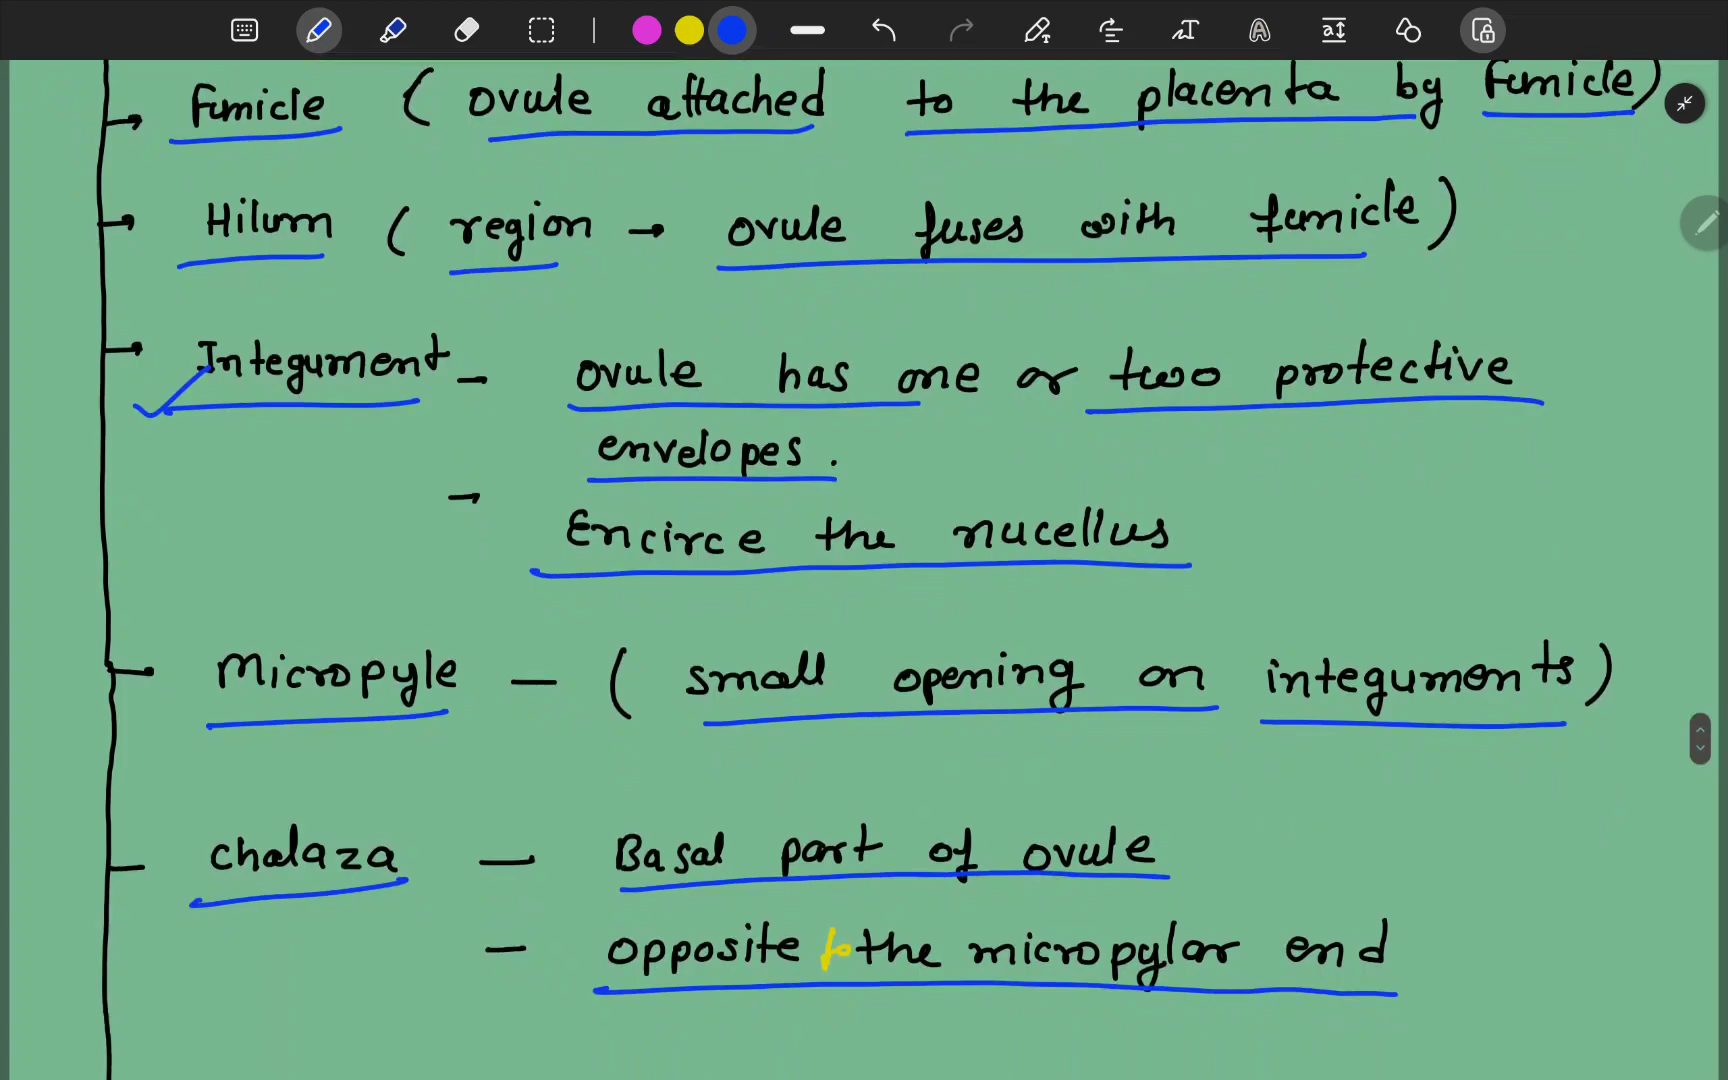 Funicle ( ovule attached to the placenta by funicle)
Hilum ( region → ovule fuses with funicle )
Integument - ovule has one or two protective
envelopes.
Encirce the nucellus
Micropyle - ( small opening on integuments )
chalaza - Basal part of ovule
- opposite to the micropylar end